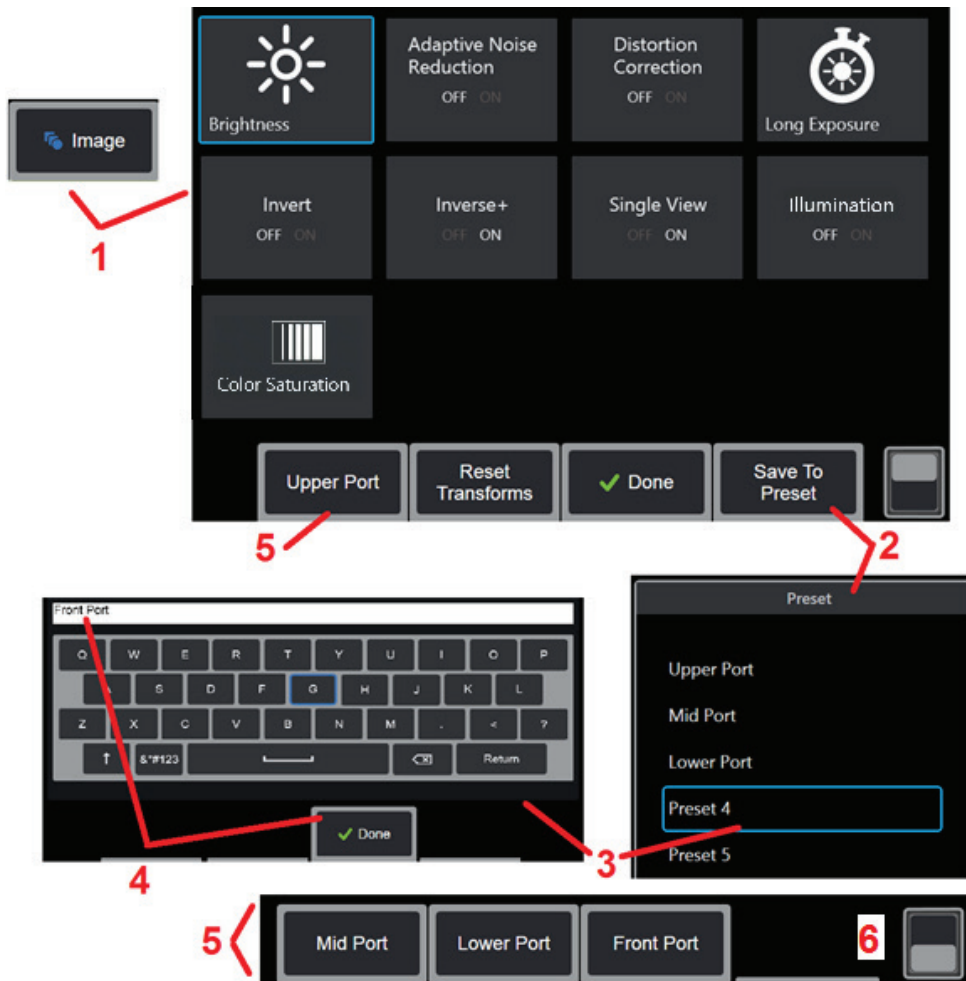 Image
1
Brightness
Adaptive Noise
Reduction
OFF ON
Distortion
Correction
OFF ON
Long Exposure
Invert
OFF ON
Inverse+
OFF ON
Single View
OFF ON
Illumination
OFF ON
Color Saturation
Upper Port
Reset
Transforms
Done
Save To
Preset
5
2
Front Port
Q W E R T Y U I O P
A S D F G H J K L
Z X C V B N M . < ?
↑ &*#123 Return
Done
4
3
Preset
Upper Port
Mid Port
Lower Port
Preset 4
Preset 5
5
Mid Port
Lower Port
Front Port
6